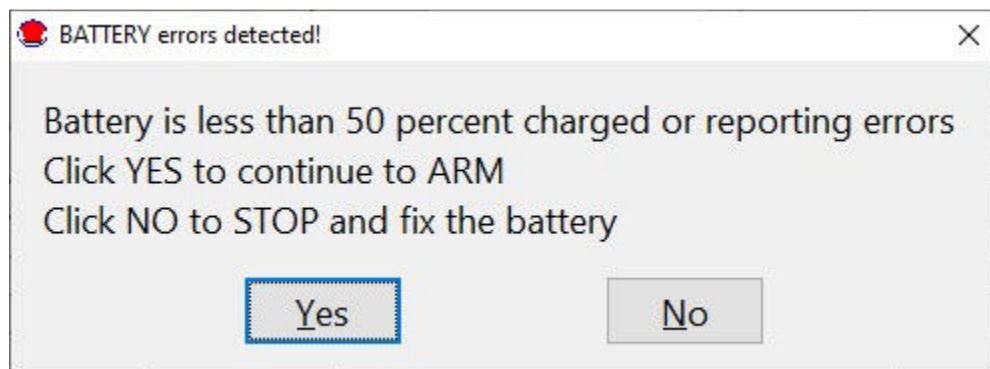 BATTERY errors detected!
Battery is less than 50 percent charged or reporting errors
Click YES to continue to ARM
Click NO to STOP and fix the battery
Yes
No